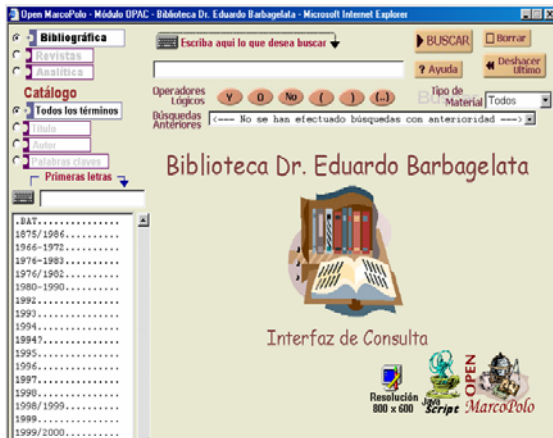 Open MarcoPolo - Módulo OPAC - Biblioteca Dr. Eduardo Barbagelata - Microsoft Internet Explorer
Bibliográfica
Revistas
Analítica
Catálogo
Todos los términos
Título
Autor
Palabras claves
Primeras letras
.BAT..............
1875/1986.........
1966-1972.........
1976-1983.........
1976/1982.........
1980-1990.........
1992..............
1993..............
1994..............
1994?.............
1995..............
1996..............
1997..............
1998..............
1998/1999.........
1999..............
1999/2000.........
Escriba aquí lo que desea buscar
BUSCAR
Borrar
? Ayuda
Deshacer Ultimo
Operadores Lógicos
Y O No ( ) (..)
Tipo de Material
Todos
Búsquedas Anteriores
<--- No se han efectuado búsquedas con anterioridad --->
Biblioteca Dr. Eduardo Barbagelata
Interfaz de Consulta
Resolución
800 x 600
Java Script
OPEN
MarcoPolo